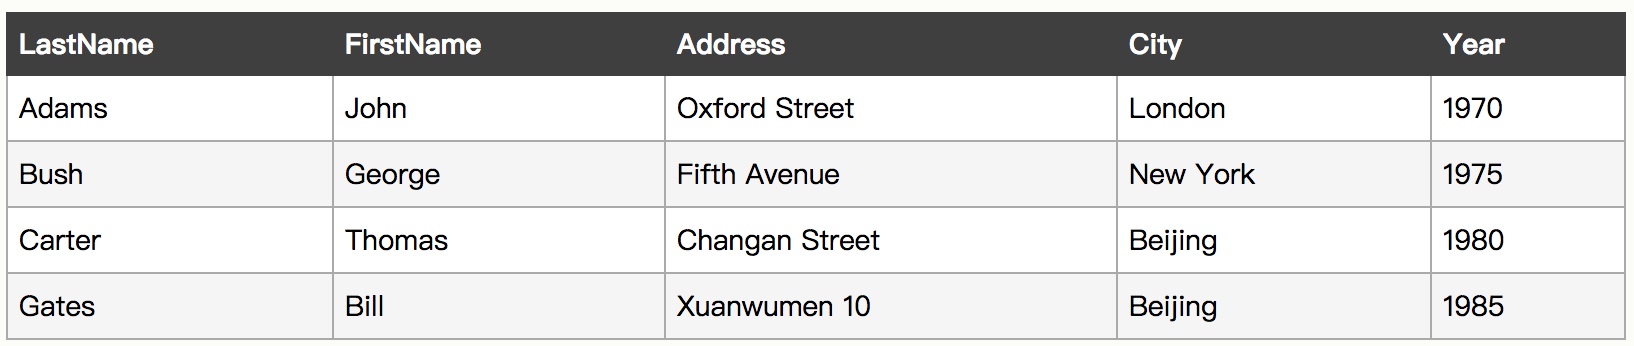 LastName FirstName Address City Year
Adams John Oxford Street London 1970
Bush George Fifth Avenue New York 1975
Carter Thomas Changan Street Beijing 1980
Gates Bill Xuanwumen 10 Beijing 1985